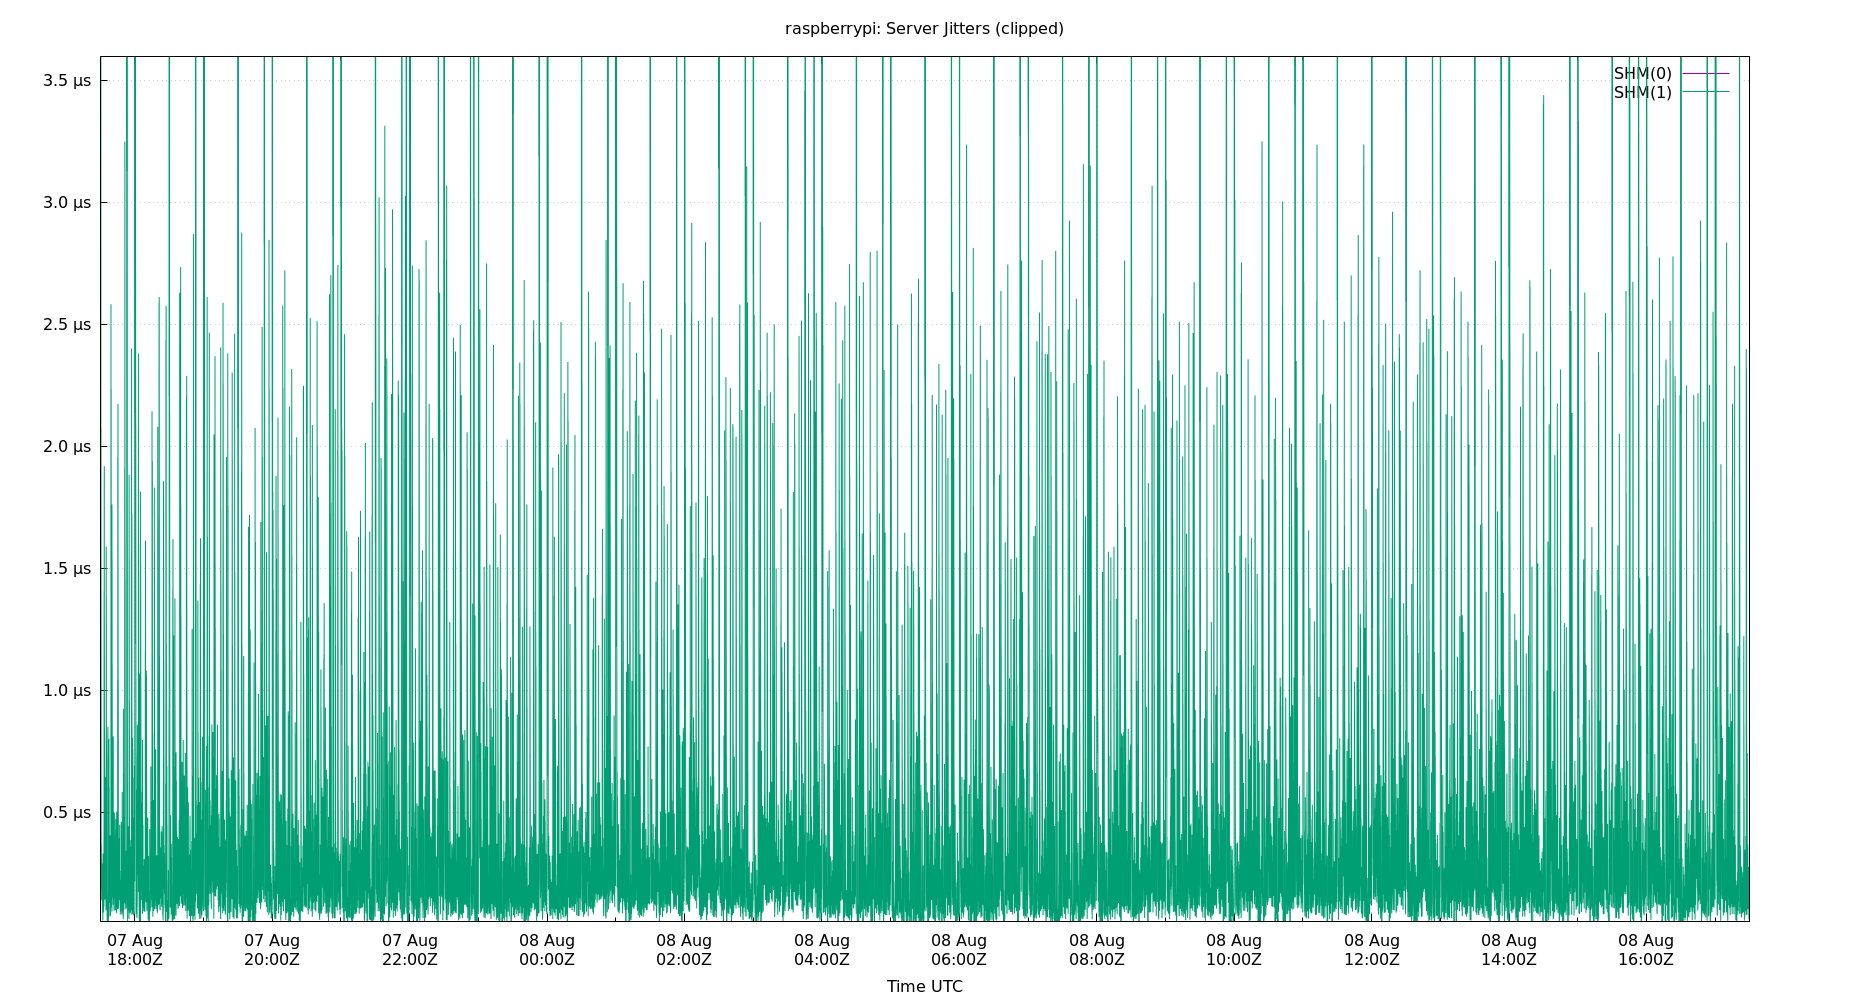 raspberrypi: Server Jitters (clipped)
SHM(0)
SHM(1)
3.5 µs
3.0 µs
2.5 µs
2.0 µs
1.5 µs
1.0 µs
0.5 µs
07 Aug 07 Aug 07 Aug 08 Aug 08 Aug 08 Aug 08 Aug 08 Aug 08 Aug 08 Aug 08 Aug 08 Aug
18:00Z 20:00Z 22:00Z 00:00Z 02:00Z 04:00Z 06:00Z 08:00Z 10:00Z 12:00Z 14:00Z 16:00Z
Time UTC